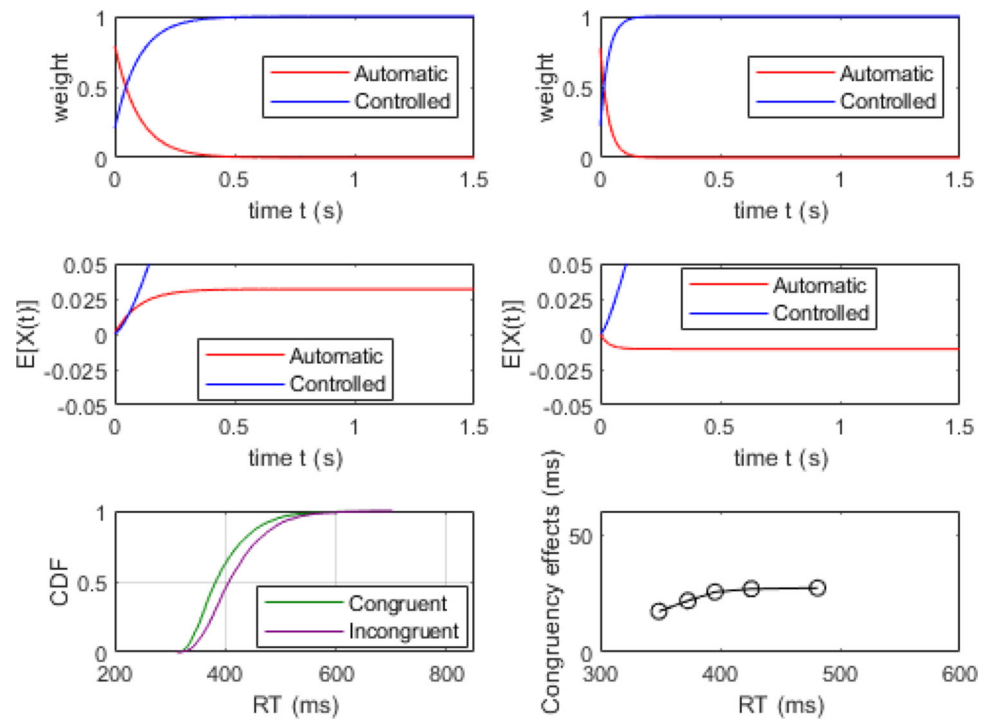 1
0.5
0
weight
Automatic
Controlled
0
0.5
1
1.5
time t (s)
1
0.5
0
weight
Automatic
Controlled
0
0.5
1
1.5
time t (s)
0.05
0.025
0
-0.025
-0.05
E[X(t)]
Automatic
Controlled
0
0.5
1
1.5
time t (s)
0.05
0.025
0
-0.025
-0.05
E[X(t)]
Automatic
Controlled
0
0.5
1
1.5
time t (s)
1
0.5
0
CDF
Congruent
Incongruent
200
400
600
800
RT (ms)
50
0
Congruency effects (ms)
300
400
500
600
RT (ms)